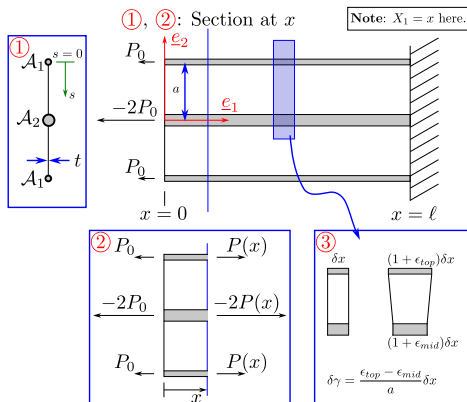 ①, ②: Section at x
Note: X₁ = x here.
①
s = 0
A₁
s
A₂
t
A₁
P₀
e₂
a
-2P₀
e₁
P₀
x = 0
x = ℓ
②
P₀
P(x)
-2P₀
-2P(x)
P₀
P(x)
x
③
δx
(1 + ϵ_top)δx
(1 + ϵ_mid)δx
δγ = (ϵ_top − ϵ_mid)/a δx